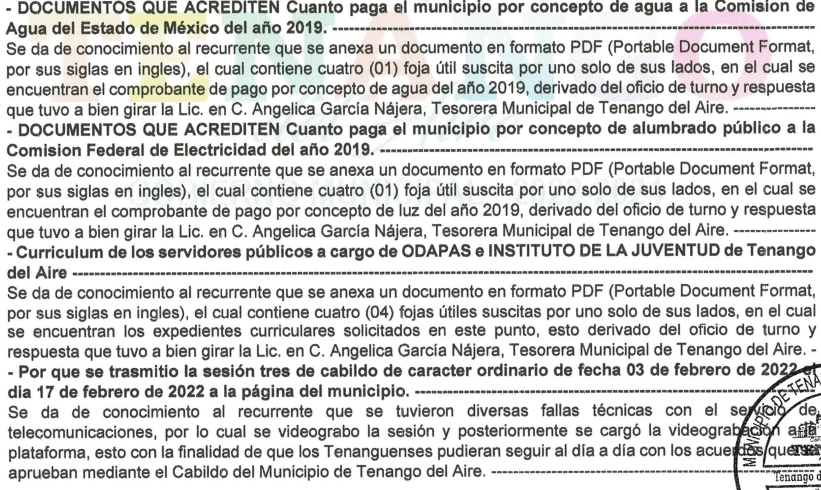 - DOCUMENTOS QUE ACREDITEN Cuanto paga el municipio por concepto de agua a la Comision de
Agua del Estado de México del año 2019. ------------------------------------------------
Se da de conocimiento al recurrente que se anexa un documento en formato PDF (Portable Document Format,
por sus siglas en ingles), el cual contiene cuatro (01) foja útil suscita por uno solo de sus lados, en el cual se
encuentran el comprobante de pago por concepto de agua del año 2019, derivado del oficio de turno y respuesta
que tuvo a bien girar la Lic. en C. Angelica García Nájera, Tesorera Municipal de Tenango del Aire. ---------------
- DOCUMENTOS QUE ACREDITEN Cuanto paga el municipio por concepto de alumbrado público a la
Comision Federal de Electricidad del año 2019. ------------------------------------------------
Se da de conocimiento al recurrente que se anexa un documento en formato PDF (Portable Document Format,
por sus siglas en ingles), el cual contiene cuatro (01) foja útil suscita por uno solo de sus lados, en el cual se
encuentran el comprobante de pago por concepto de luz del año 2019, derivado del oficio de turno y respuesta
que tuvo a bien girar la Lic. en C. Angelica García Nájera, Tesorera Municipal de Tenango del Aire. ---------------
- Curriculum de los servidores públicos a cargo de ODAPAS e INSTITUTO DE LA JUVENTUD de Tenango
del Aire ------------------------------------------------
Se da de conocimiento al recurrente que se anexa un documento en formato PDF (Portable Document Format,
por sus siglas en ingles), el cual contiene cuatro (04) fojas útiles suscitas por uno solo de sus lados, en el cual
se encuentran los expedientes curriculares solicitados en este punto, esto derivado del oficio de turno y
respuesta que tuvo a bien girar la Lic. en C. Angelica García Nájera, Tesorera Municipal de Tenango del Aire. -
- Por que se trasmitio la sesión tres de cabildo de caracter ordinario de fecha 03 de febrero de 2022 el
dia 17 de febrero de 2022 a la página del municipio. ------------------------------------------------
Se da de conocimiento al recurrente que se tuvieron diversas fallas técnicas con el servicio de
telecomunicaciones, por lo cual se videograbo la sesión y posteriormente se cargó la videograbación a la
plataforma, esto con la finalidad de que los Tenanguenses pudieran seguir al día a día con los acuerdos que se
aprueban mediante el Cabildo del Municipio de Tenango del Aire. ------------------------------------------------
TENANGO
MUNICIPIO DE TENA
Tenango d